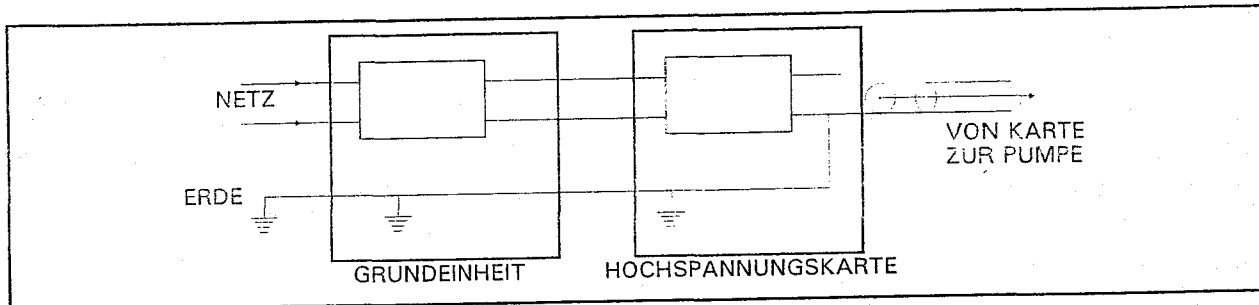 NETZ
VON KARTE
ZUR PUMPE
ERDE
GRUNDEINHEIT
HOCHSPANNUNGSKARTE